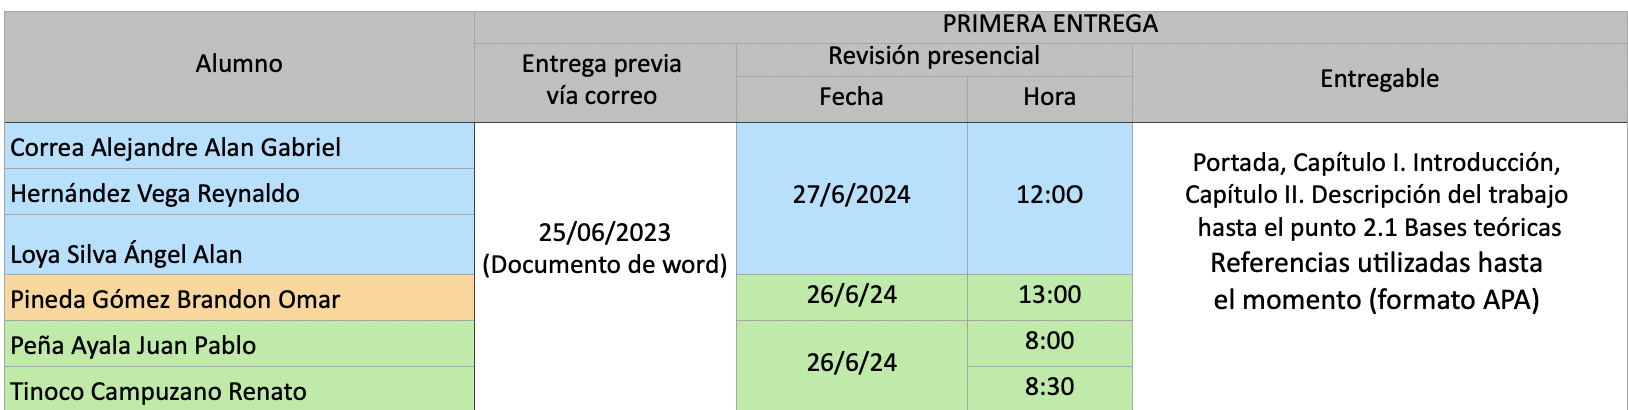 PRIMERA ENTREGA
Alumno
Entrega previa
vía correo
Revisión presencial
Fecha
Hora
Entregable
Correa Alejandre Alan Gabriel
Hernández Vega Reynaldo
Loya Silva Ángel Alan
Pineda Gómez Brandon Omar
Peña Ayala Juan Pablo
Tinoco Campuzano Renato
25/06/2023
(Documento de word)
27/6/2024
12:0O
26/6/24
13:00
26/6/24
8:00
8:30
Portada, Capítulo I. Introducción,
Capítulo II. Descripción del trabajo
hasta el punto 2.1 Bases teóricas
Referencias utilizadas hasta
el momento (formato APA)